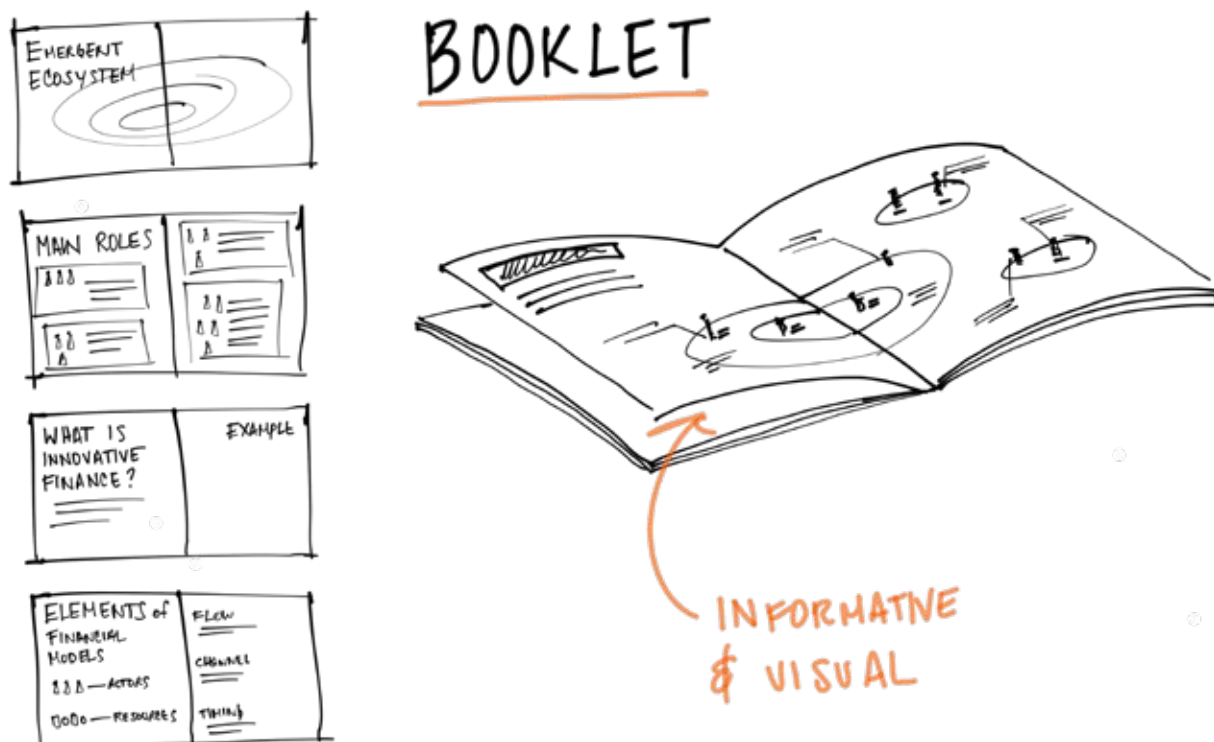 EMERGENT
ECOSYSTEM
MAIN ROLES
WHAT IS
INNOVATIVE
FINANCE?
EXAMPLE
ELEMENTS of
FINANCIAL
MODELS
ACTORS
RESOURCES
FLOW
CHANNEL
TIMING
BOOKLET
INFORMATIVE
& VISUAL